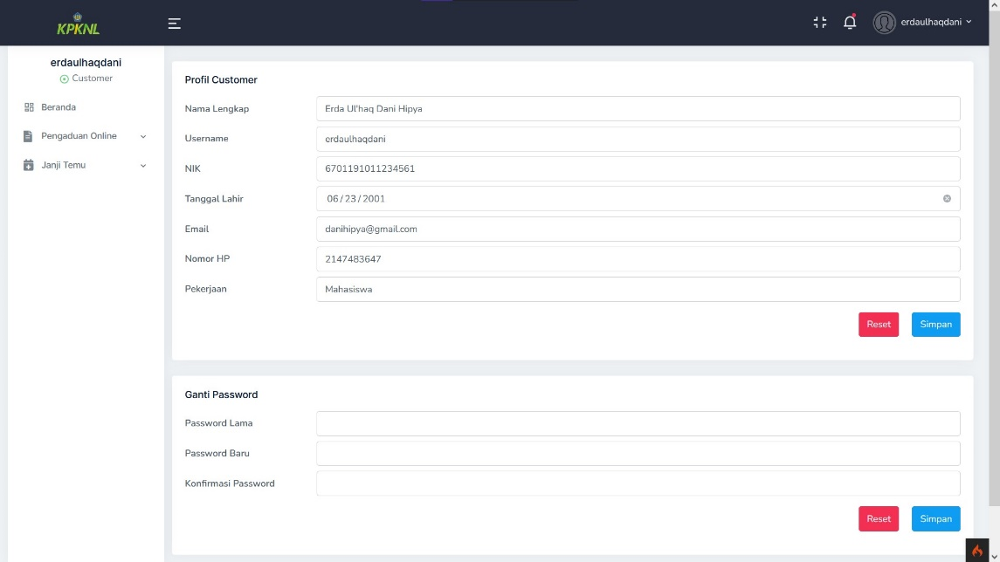 KPKNL
erdaulhaqdani
erdaulhaqdani
Customer
Beranda
Pengaduan Online
Janji Temu
Profil Customer
Nama Lengkap Erda Ul'haq Dani Hipya
Username erdaulhaqdani
NIK 6701191011234561
Tanggal Lahir 06/23/2001
Email danihipya@gmail.com
Nomor HP 2147483647
Pekerjaan Mahasiswa
Reset Simpan
Ganti Password
Password Lama
Password Baru
Konfirmasi Password
Reset Simpan